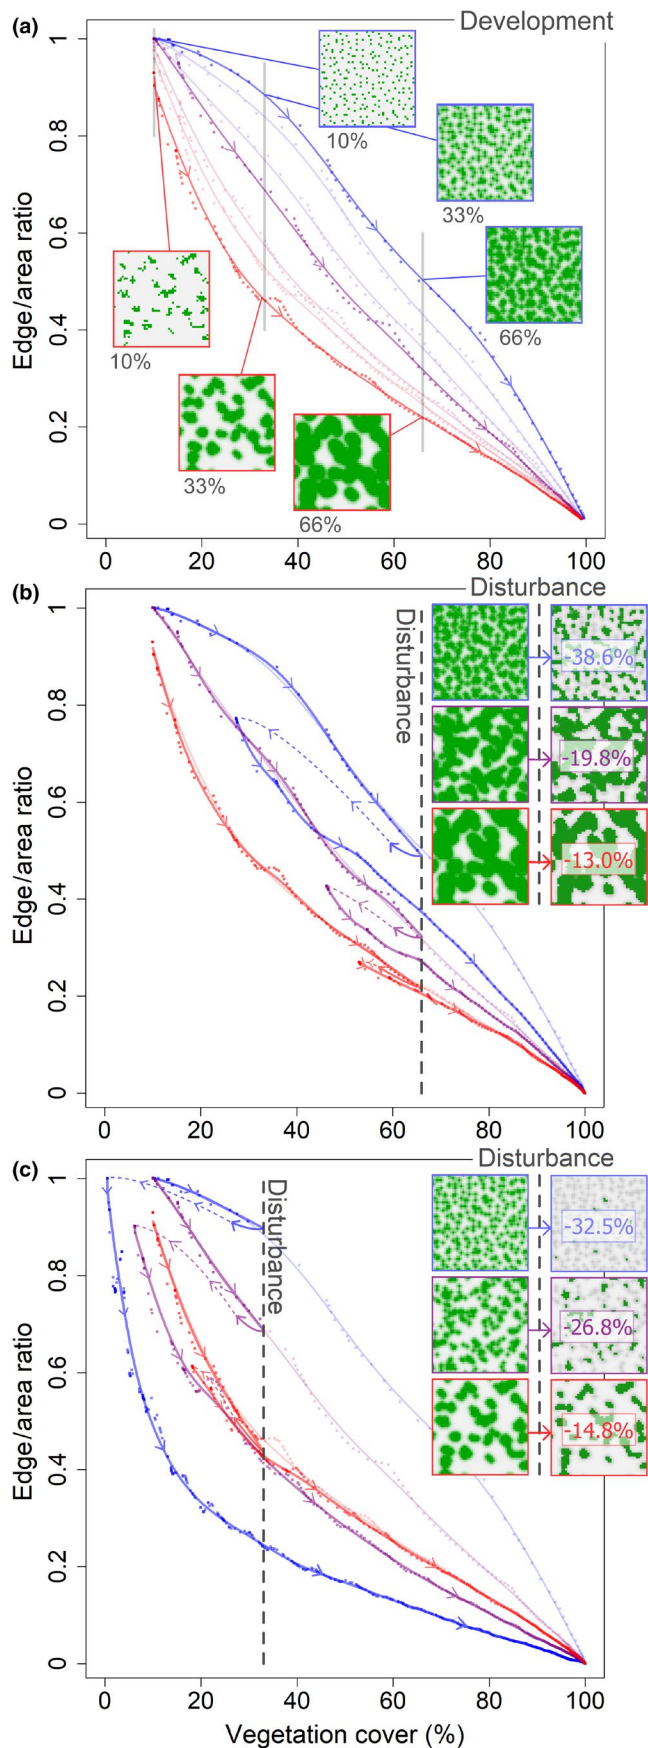 (a)
Development
Edge/area ratio
1
0.8
0.6
0.4
0.2
0
10%
33%
66%
10%
33%
66%
0 20 40 60 80 100
(b)
Disturbance
Edge/area ratio
1
0.8
0.6
0.4
0.2
0
Disturbance
-38.6%
-19.8%
-13.0%
0 20 40 60 80 100
(c)
Disturbance
Edge/area ratio
1
0.8
0.6
0.4
0.2
0
Disturbance
-32.5%
-26.8%
-14.8%
0 20 40 60 80 100
Vegetation cover (%)